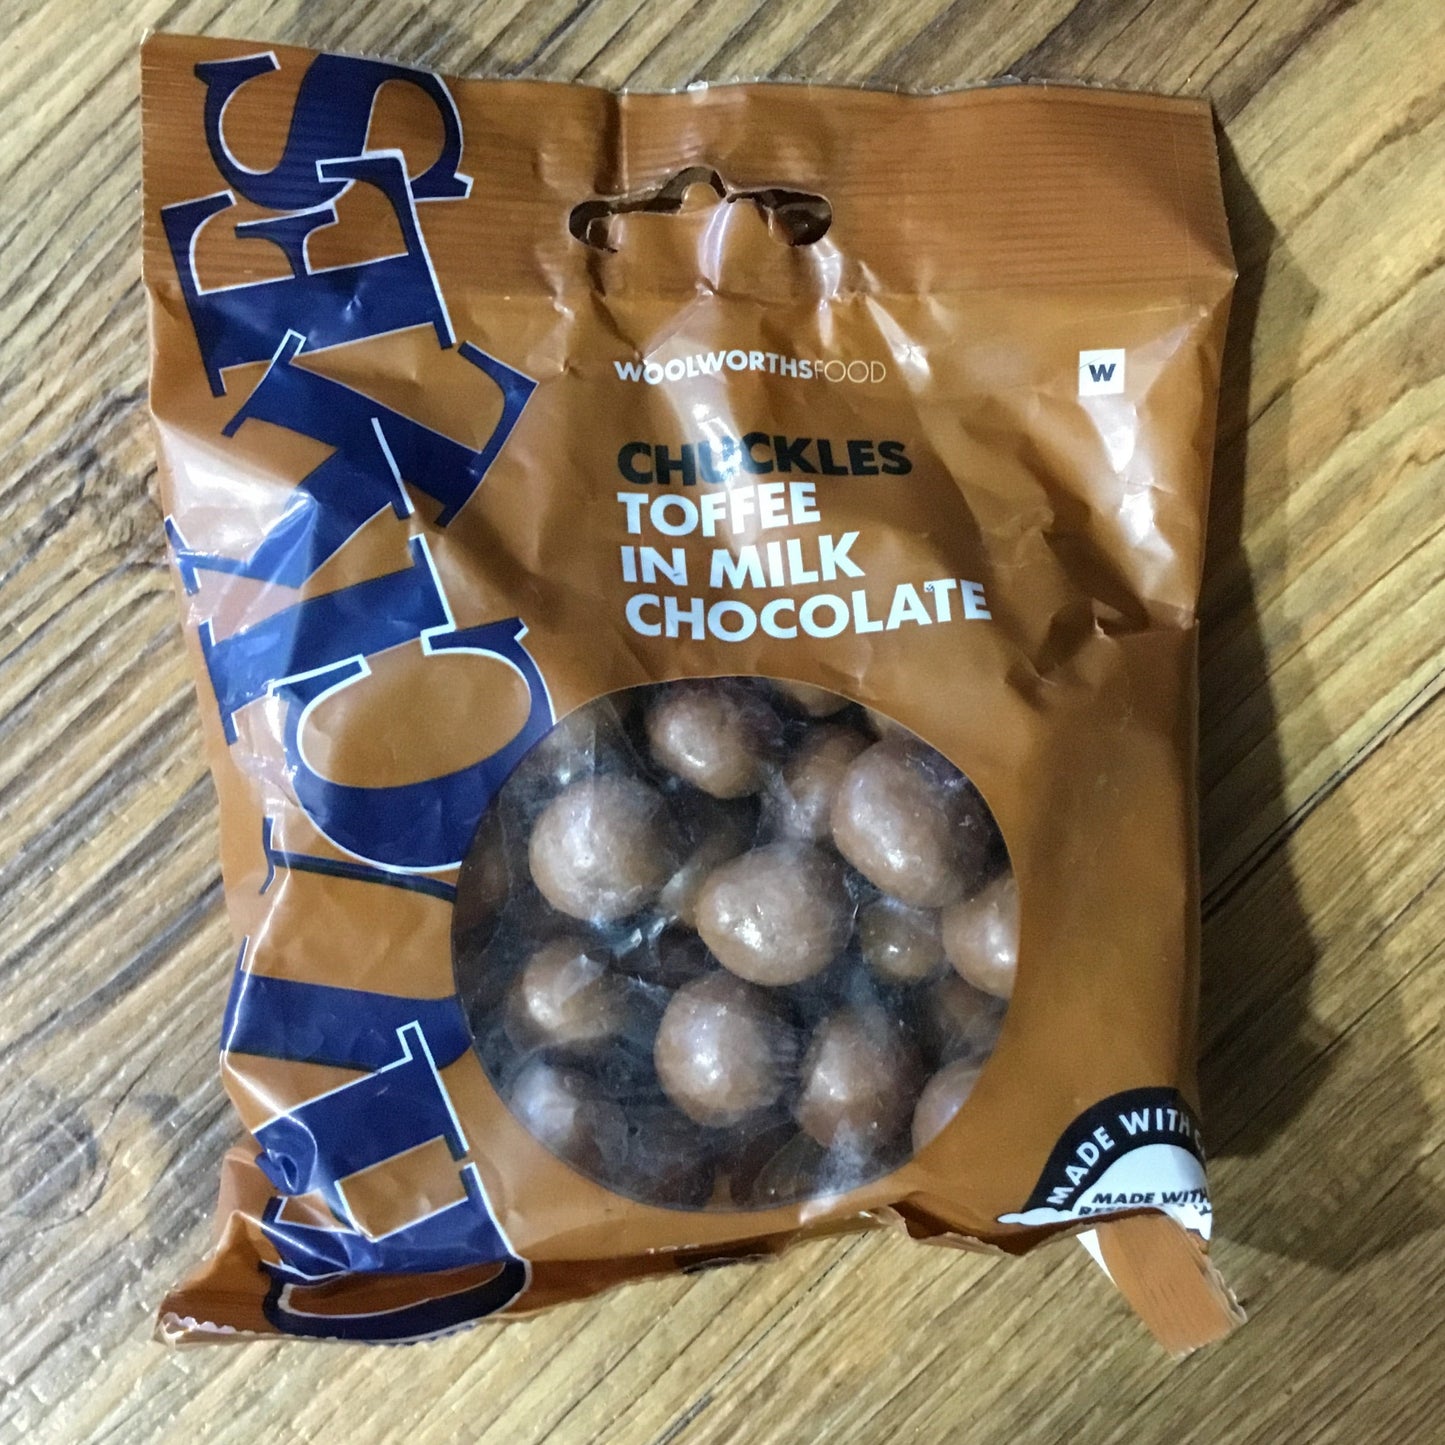 CHUCKLES
WOOLWORTHSFOOD
W
CHUCKLES
TOFFEE
IN MILK
CHOCOLATE
MADE WITH
MADE WITH